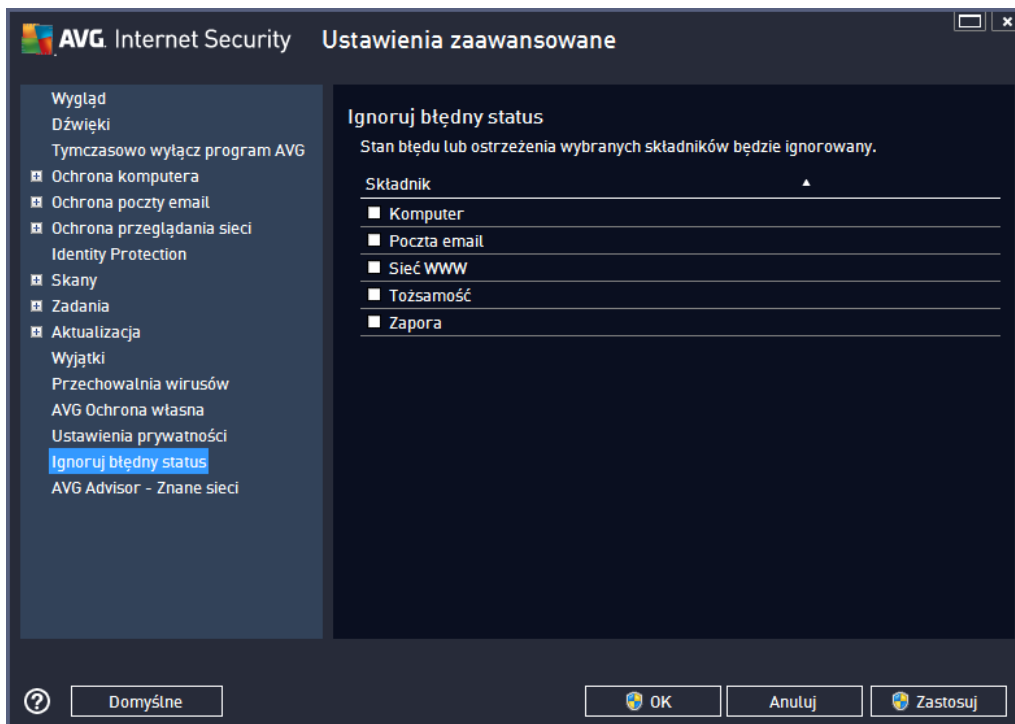 AVG. Internet Security Ustawienia zaawansowane
Wygląd
Dźwięki
Tymczasowo wyłącz program AVG
Ochrona komputera
Ochrona poczty email
Ochrona przeglądania sieci
Identity Protection
Skany
Zadania
Aktualizacja
Wyjątki
Przechowalnia wirusów
AVG Ochrona własna
Ustawienia prywatności
Ignoruj błędny status
AVG Advisor - Znane sieci
Ignoruj błędny status
Stan błędu lub ostrzeżenia wybranych składników będzie ignorowany.
Składnik
Komputer
Poczta email
Sieć WWW
Tożsamość
Zapora
Domyślne
OK
Anuluj
Zastosuj